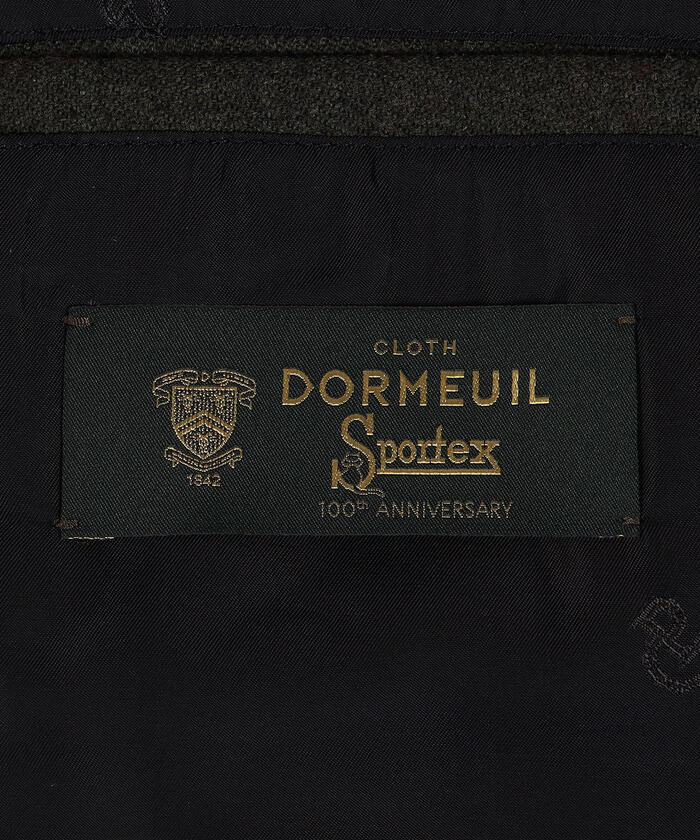 CLOTH
DORMEUIL
Sportex
1842
100th ANNIVERSARY